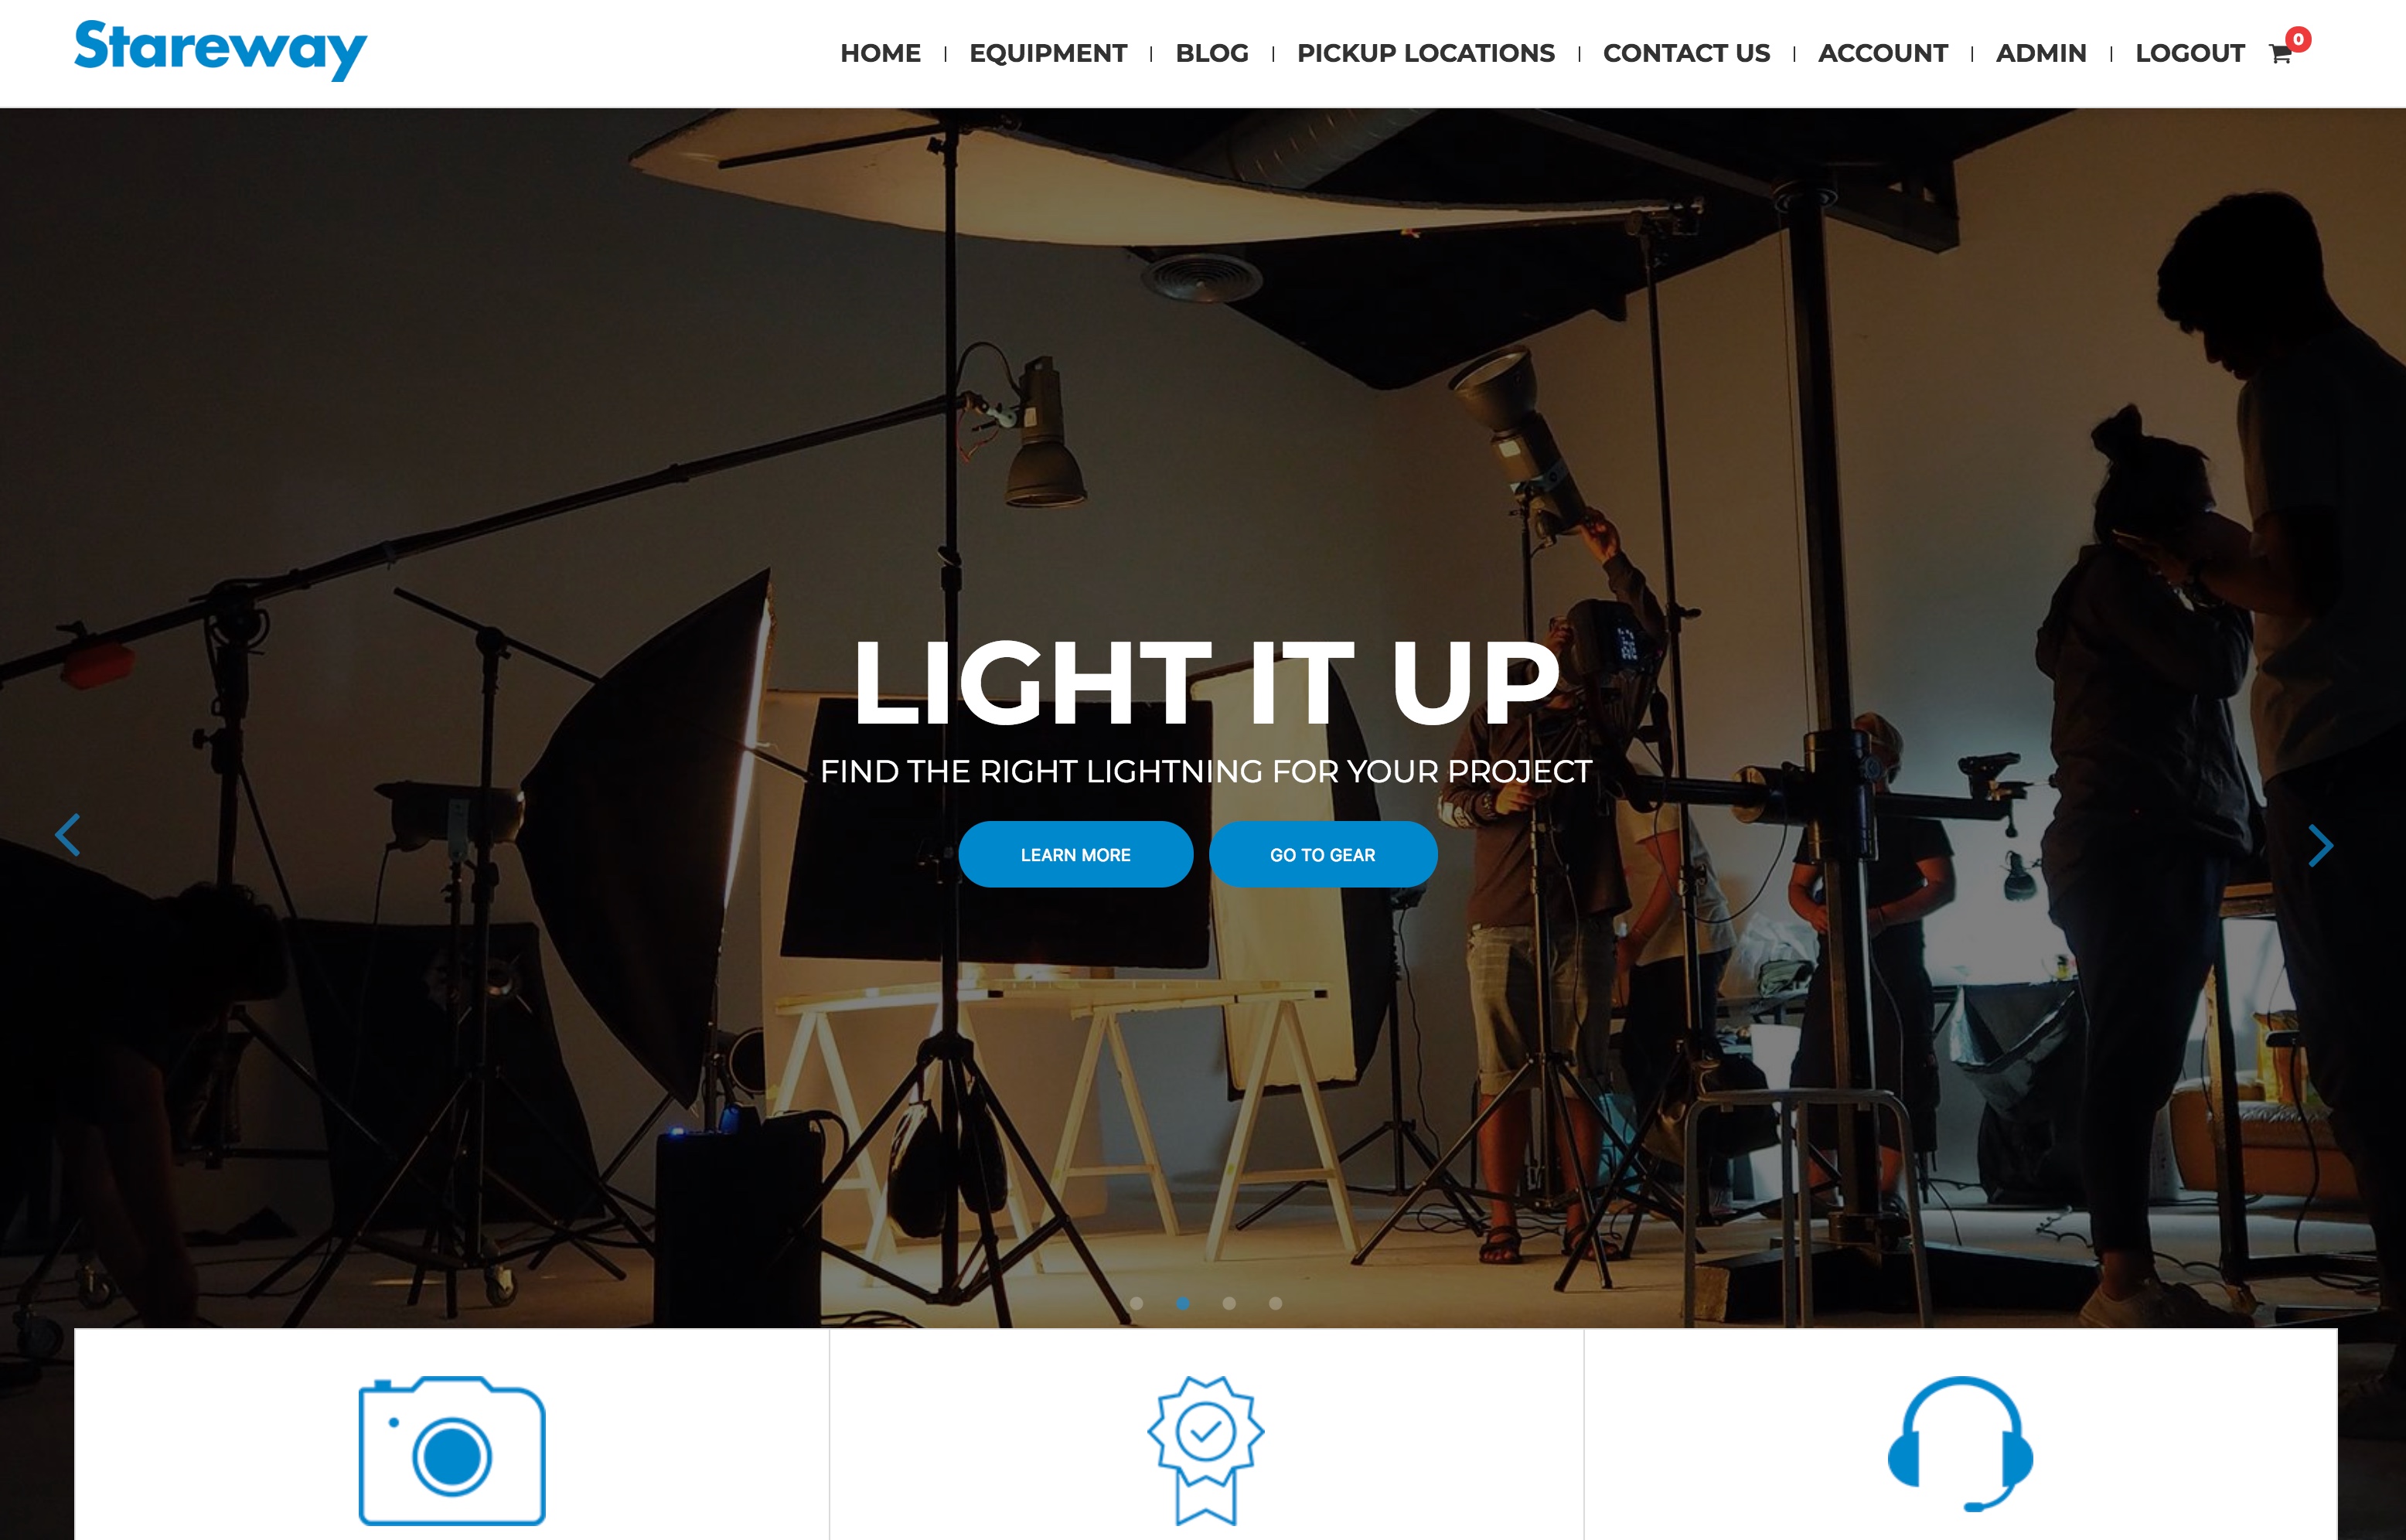 Stareway
HOME | EQUIPMENT | BLOG | PICKUP LOCATIONS | CONTACT US | ACCOUNT | ADMIN | LOGOUT 0
LIGHT IT UP
FIND THE RIGHT LIGHTNING FOR YOUR PROJECT
LEARN MORE GO TO GEAR